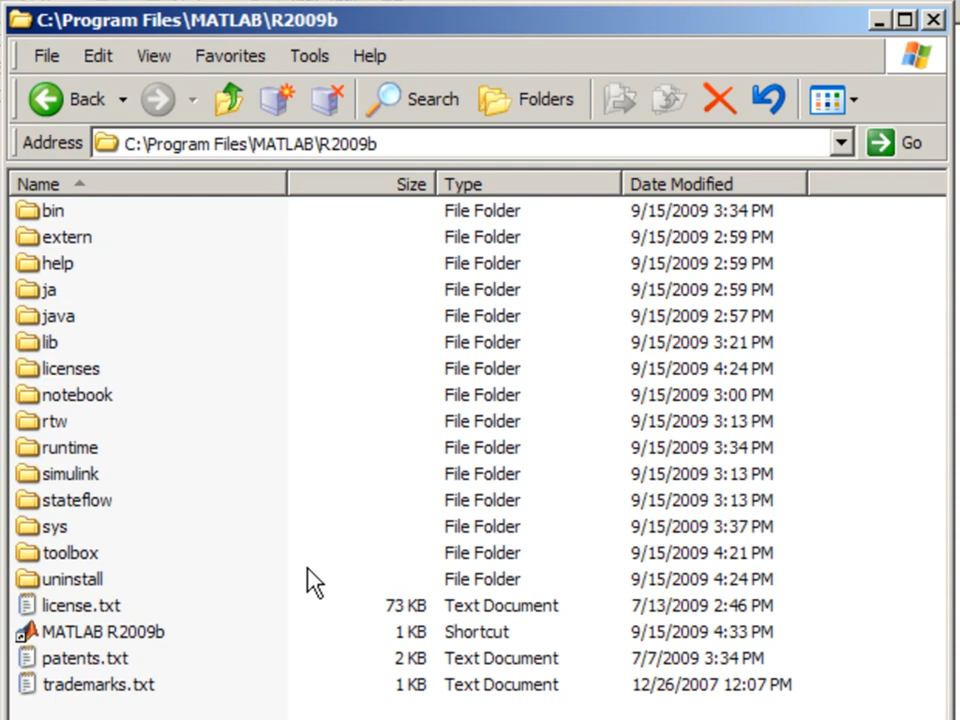 C:\Program Files\MATLAB\R2009b
File Edit View Favorites Tools Help
Back Search Folders
Address C:\Program Files\MATLAB\R2009b Go
Name Size Type Date Modified
bin File Folder 9/15/2009 3:34 PM
extern File Folder 9/15/2009 2:59 PM
help File Folder 9/15/2009 2:59 PM
ja File Folder 9/15/2009 2:59 PM
java File Folder 9/15/2009 2:57 PM
lib File Folder 9/15/2009 3:21 PM
licenses File Folder 9/15/2009 4:24 PM
notebook File Folder 9/15/2009 3:00 PM
rtw File Folder 9/15/2009 3:13 PM
runtime File Folder 9/15/2009 3:34 PM
simulink File Folder 9/15/2009 3:13 PM
stateflow File Folder 9/15/2009 3:13 PM
sys File Folder 9/15/2009 3:37 PM
toolbox File Folder 9/15/2009 4:21 PM
uninstall File Folder 9/15/2009 4:24 PM
license.txt 73 KB Text Document 7/13/2009 2:46 PM
MATLAB R2009b 1 KB Shortcut 9/15/2009 4:33 PM
patents.txt 2 KB Text Document 7/7/2009 3:34 PM
trademarks.txt 1 KB Text Document 12/26/2007 12:07 PM